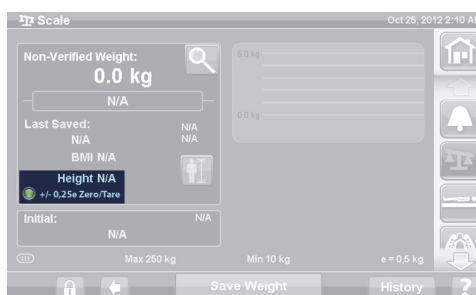 Scale
Oct 25, 2012 2:10 AM
Non-Verified Weight:
0.0 kg
N/A
Last Saved:
N/A
N/A
N/A
BMI N/A
Height N/A
+/- 0,25e Zero/Tare
Initial:
N/A
N/A
5.0 kg
0.0 kg
Max 250 kg
Min 10 kg
e = 0,5 kg
Save Weight
History
?